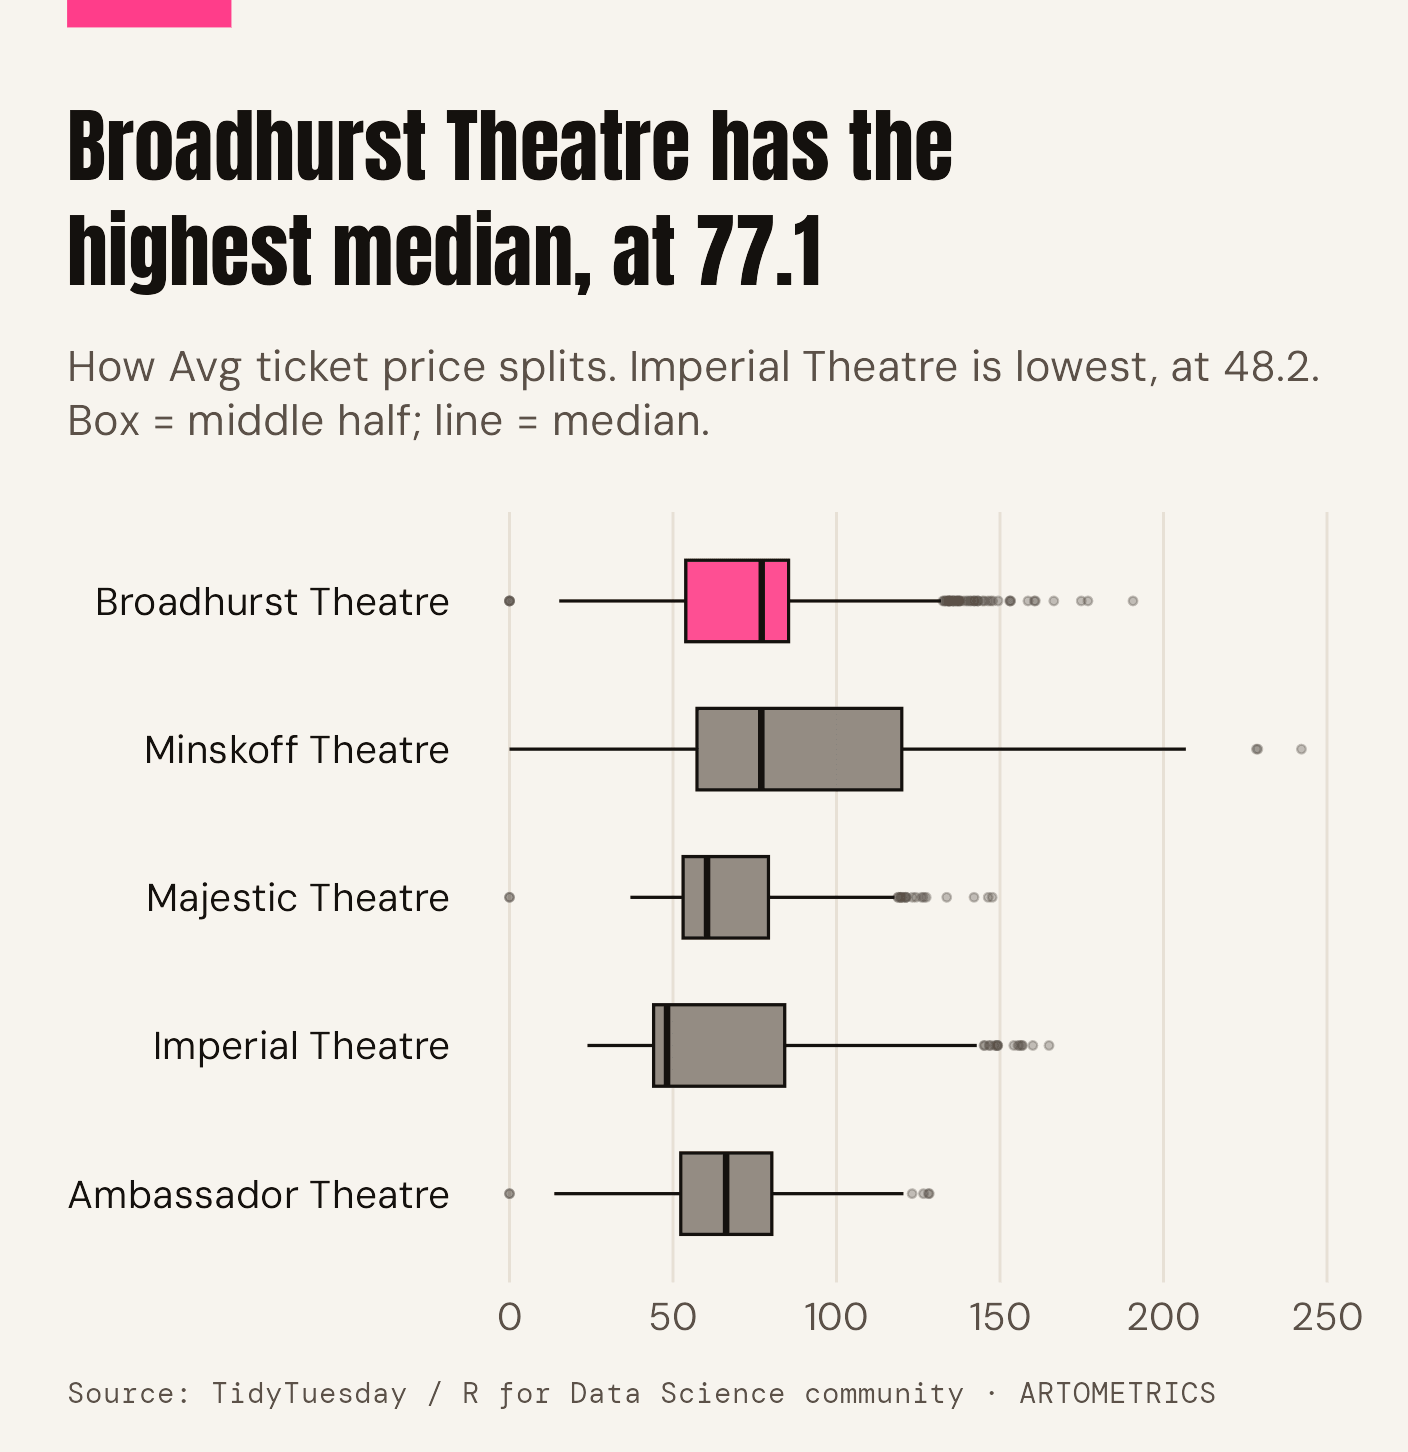 Broadhurst Theatre has the
highest median, at 77.1
How Avg ticket price splits. Imperial Theatre is lowest, at 48.2.
Box = middle half; line = median.
Broadhurst Theatre
Minskoff Theatre
Majestic Theatre
Imperial Theatre
Ambassador Theatre
0 50 100 150 200 250
Source: TidyTuesday / R for Data Science community · ARTOMETRICS